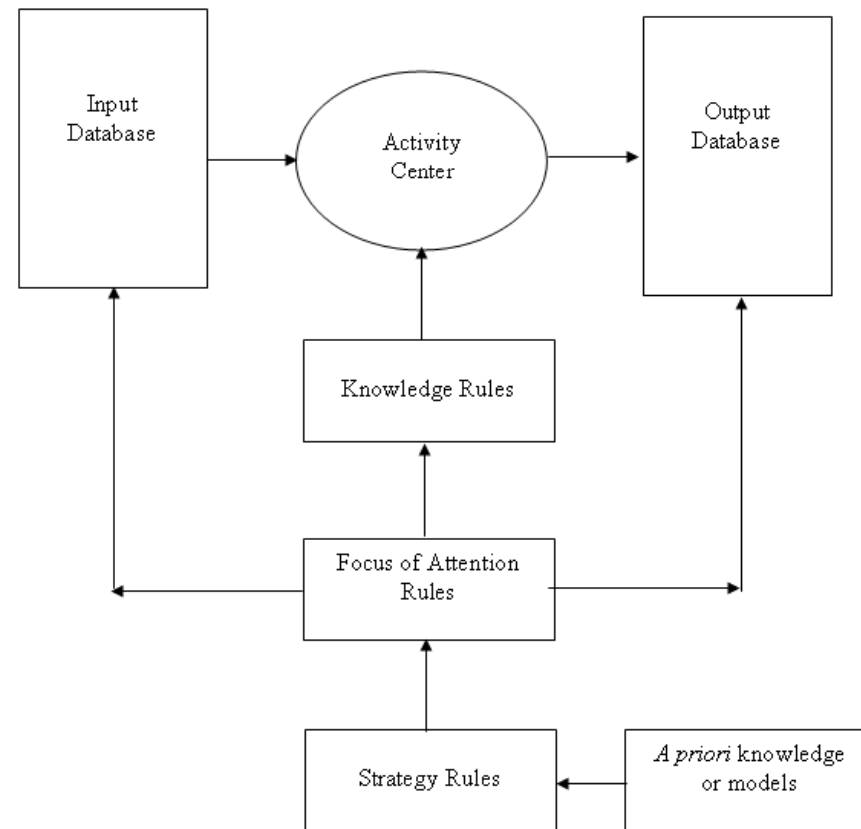 Input
Database
Activity
Center
Output
Database
Knowledge Rules
Focus of Attention
Rules
Strategy Rules
A priori knowledge
or models